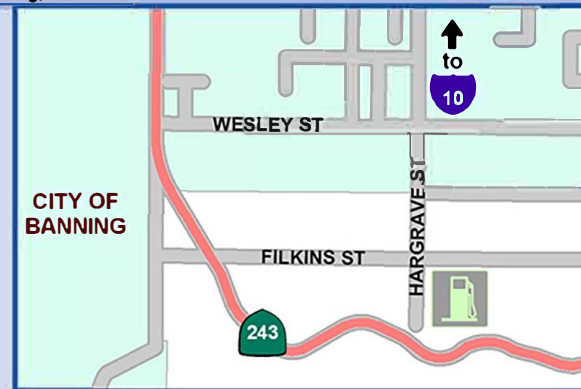 to
10
WESLEY ST
HARGRAVE ST
CITY OF
BANNING
FILKINS ST
243